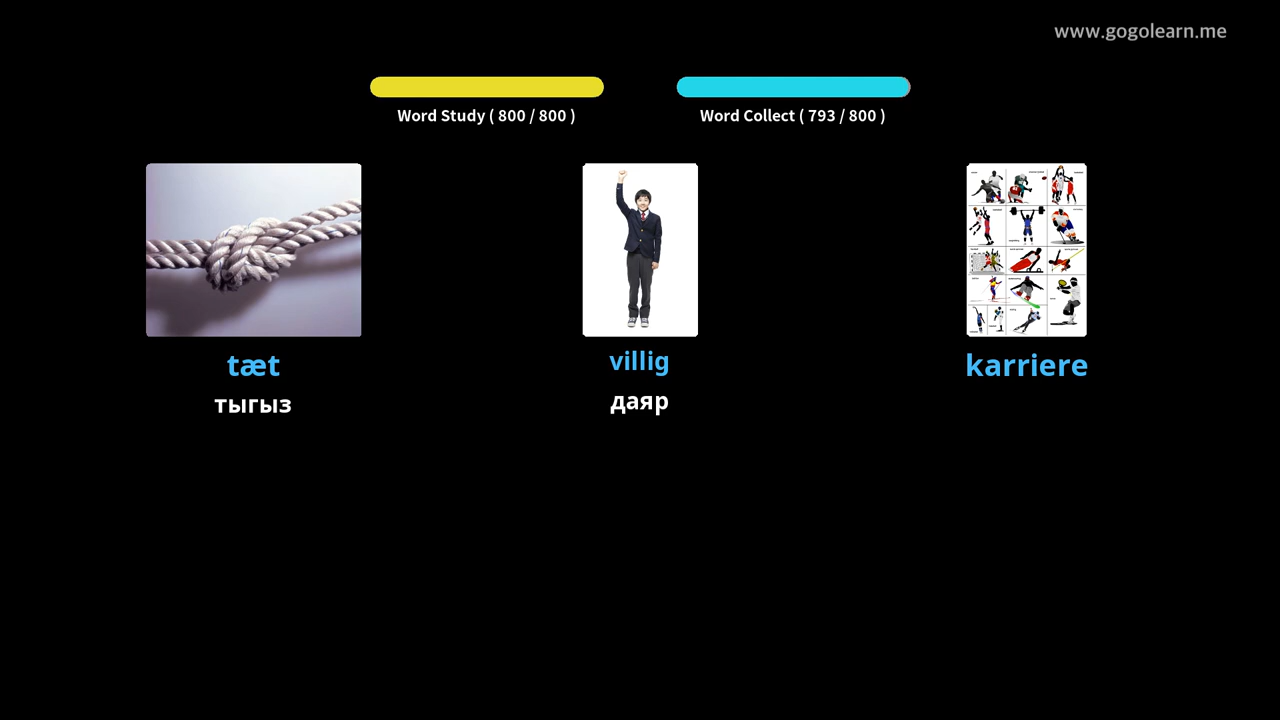 www.gogolearn.me
Word Study ( 800 / 800 )
Word Collect ( 793 / 800 )
tæt
villig
karriere
тыгыз
даяр